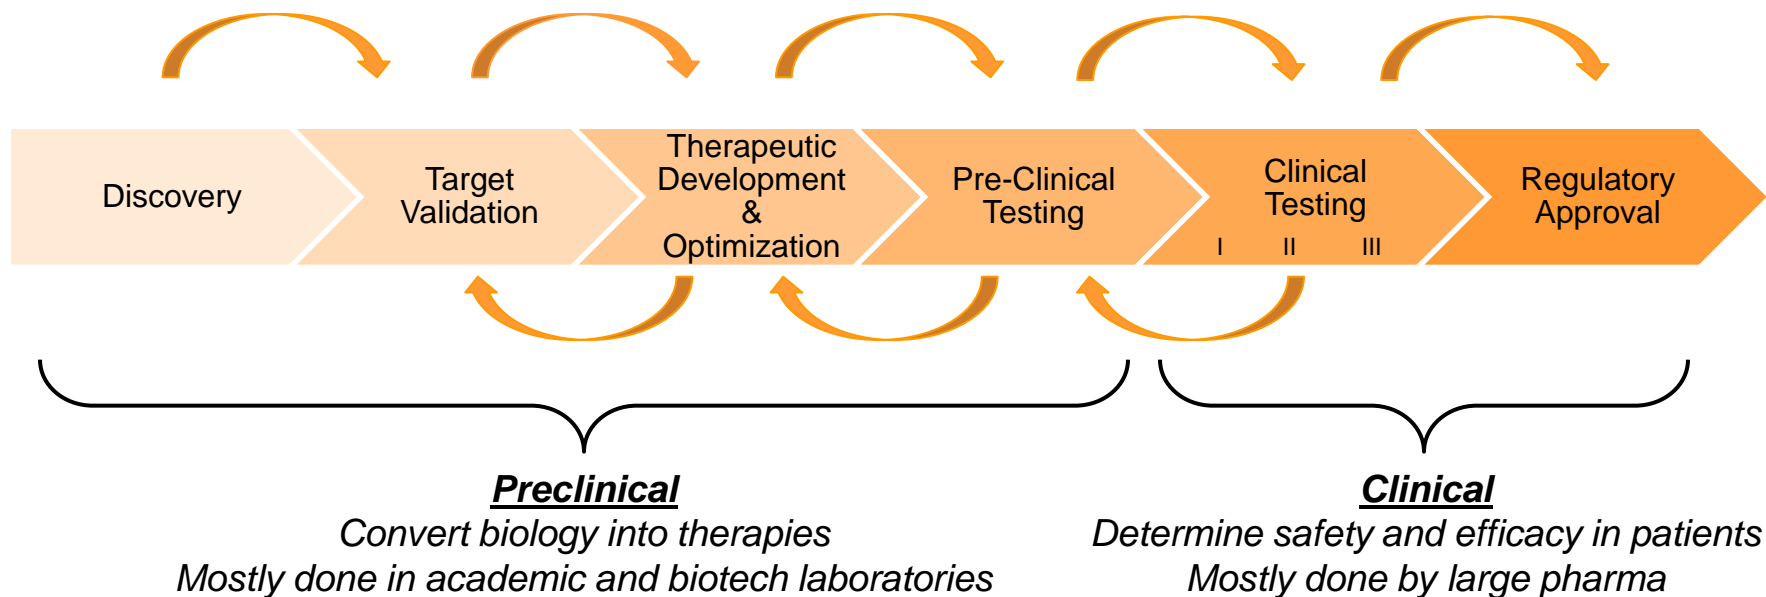 Discovery
Target
Validation
Therapeutic
Development
&
Optimization
Pre-Clinical
Testing
Clinical
Testing
I II III
Regulatory
Approval
Preclinical
Convert biology into therapies
Mostly done in academic and biotech laboratories
Clinical
Determine safety and efficacy in patients
Mostly done by large pharma